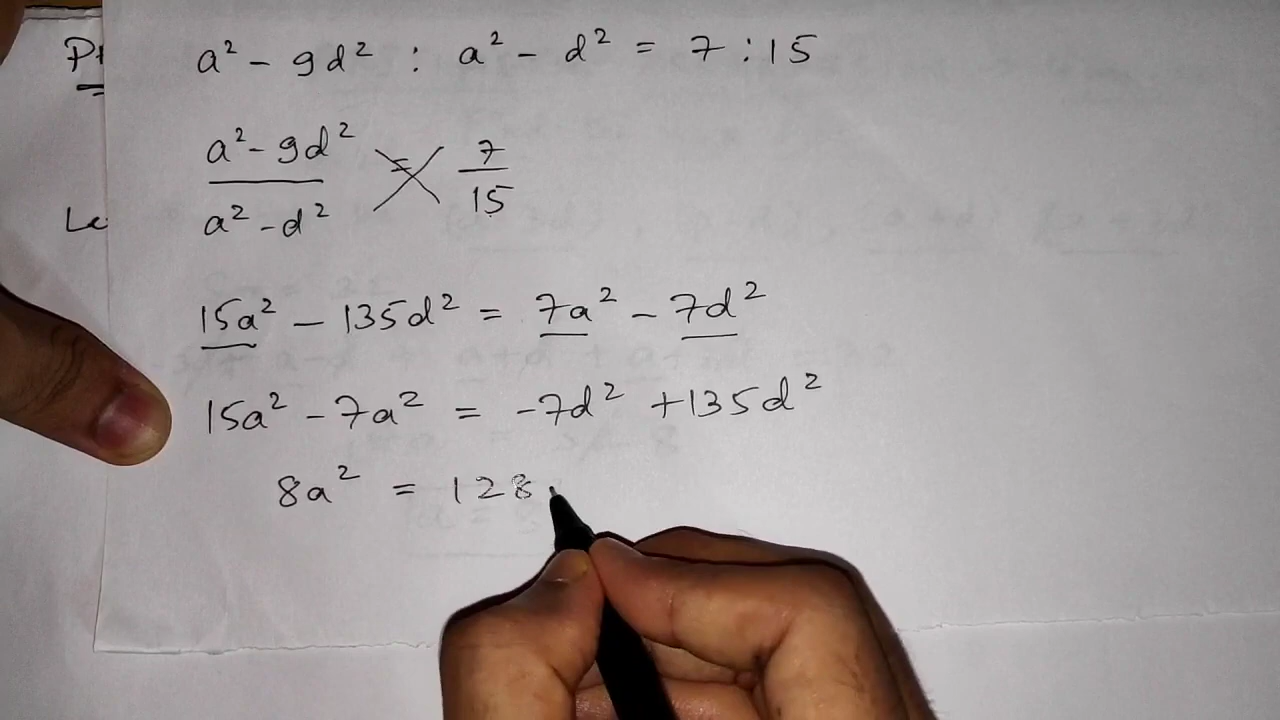 a² - 9d² : a² - d² = 7 : 15
a² - 9d² / a² - d² = 7 / 15
15a² - 135d² = 7a² - 7d²
15a² - 7a² = -7d² + 135d²
8a² = 128